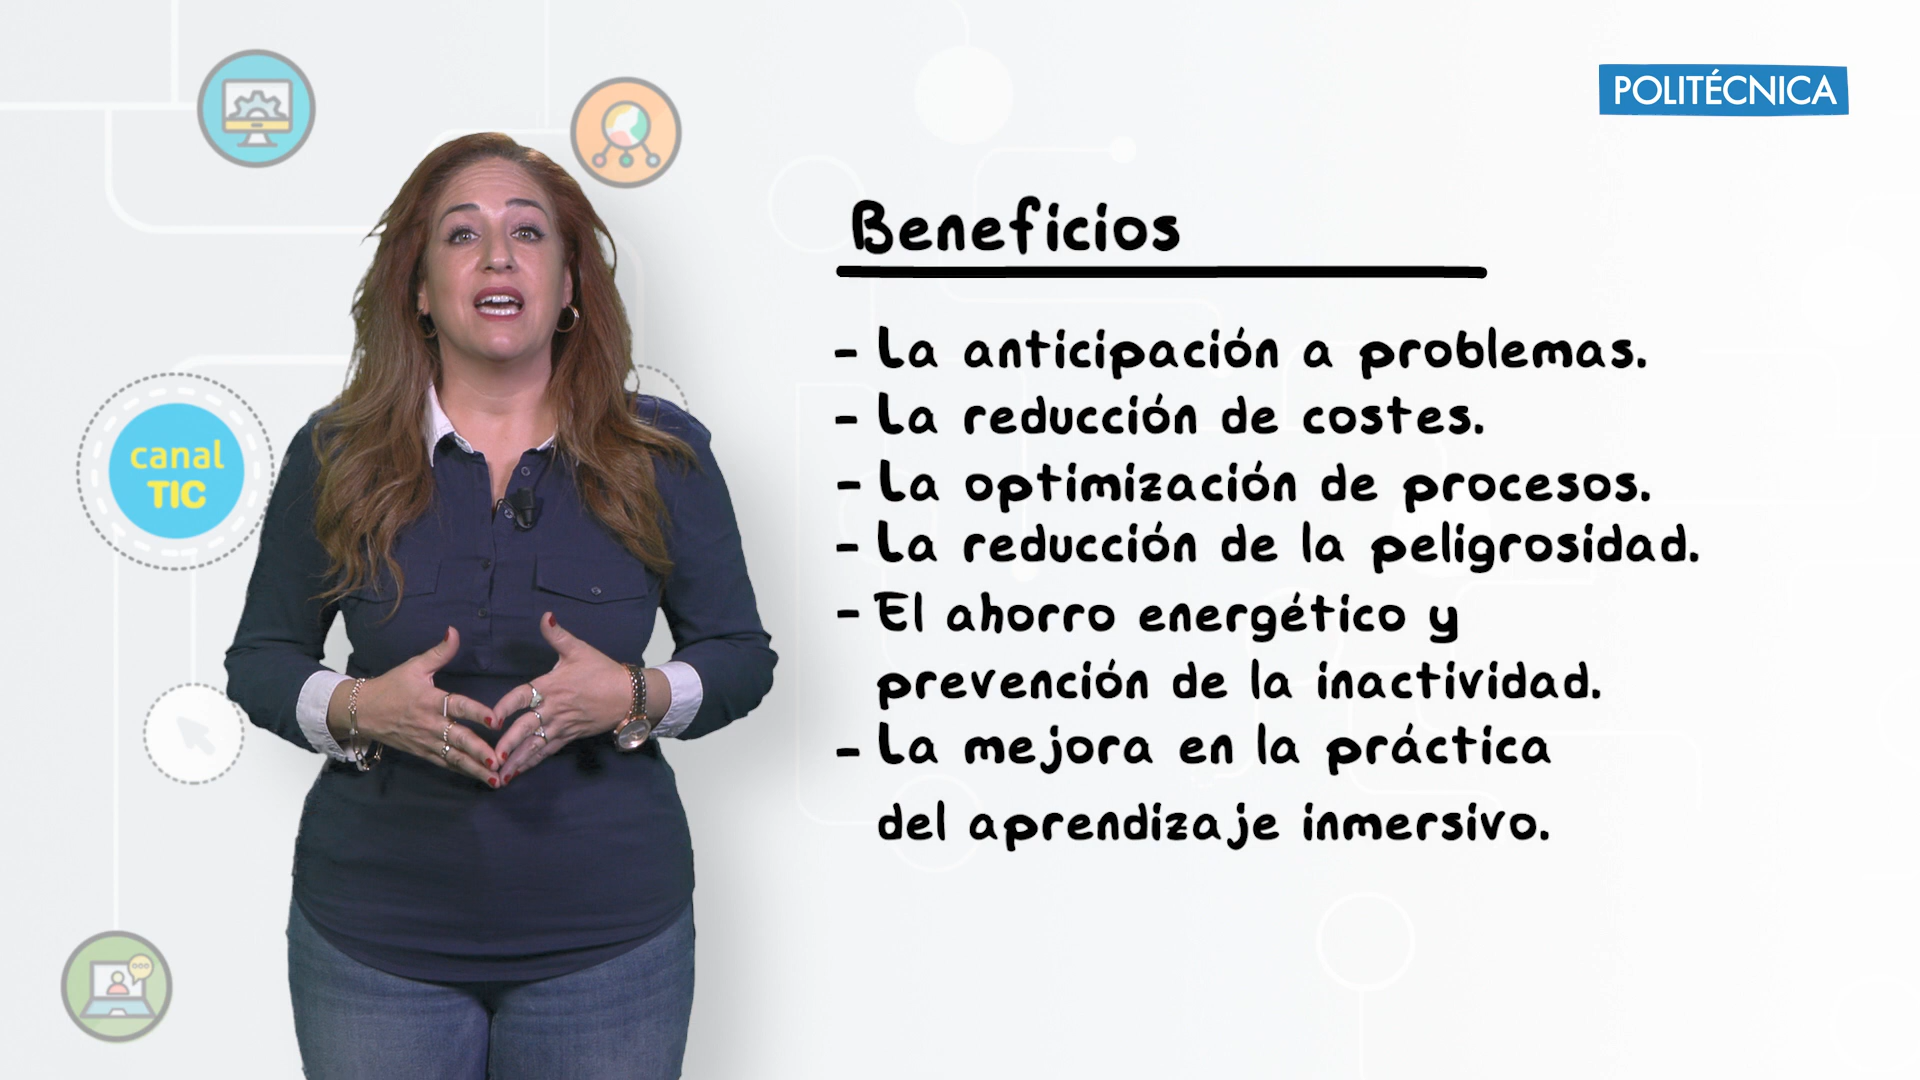 POLITÉCNICA
canal
TIC
Beneficios
- La anticipación a problemas.
- La reducción de costes.
- La optimización de procesos.
- La reducción de la peligrosidad.
- El ahorro energético y
prevención de la inactividad.
- La mejora en la práctica
del aprendizaje inmersivo.